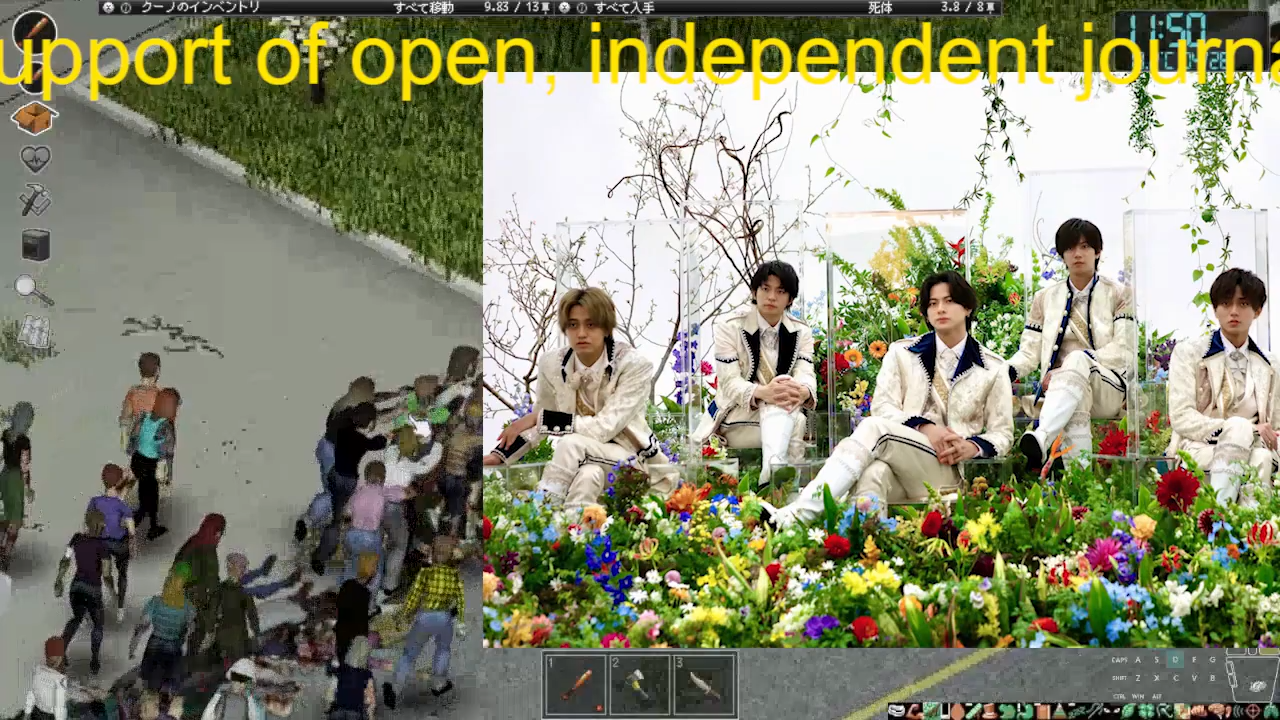 クーノのインベントリ すべて移動 9.83 / 13 すべて入手 死体 3.8 / 8
upport of open, independent journa
11:50
1
2
3
CAPS A S D F G
SHIFT Z X C V B
CTRL WIN ALT